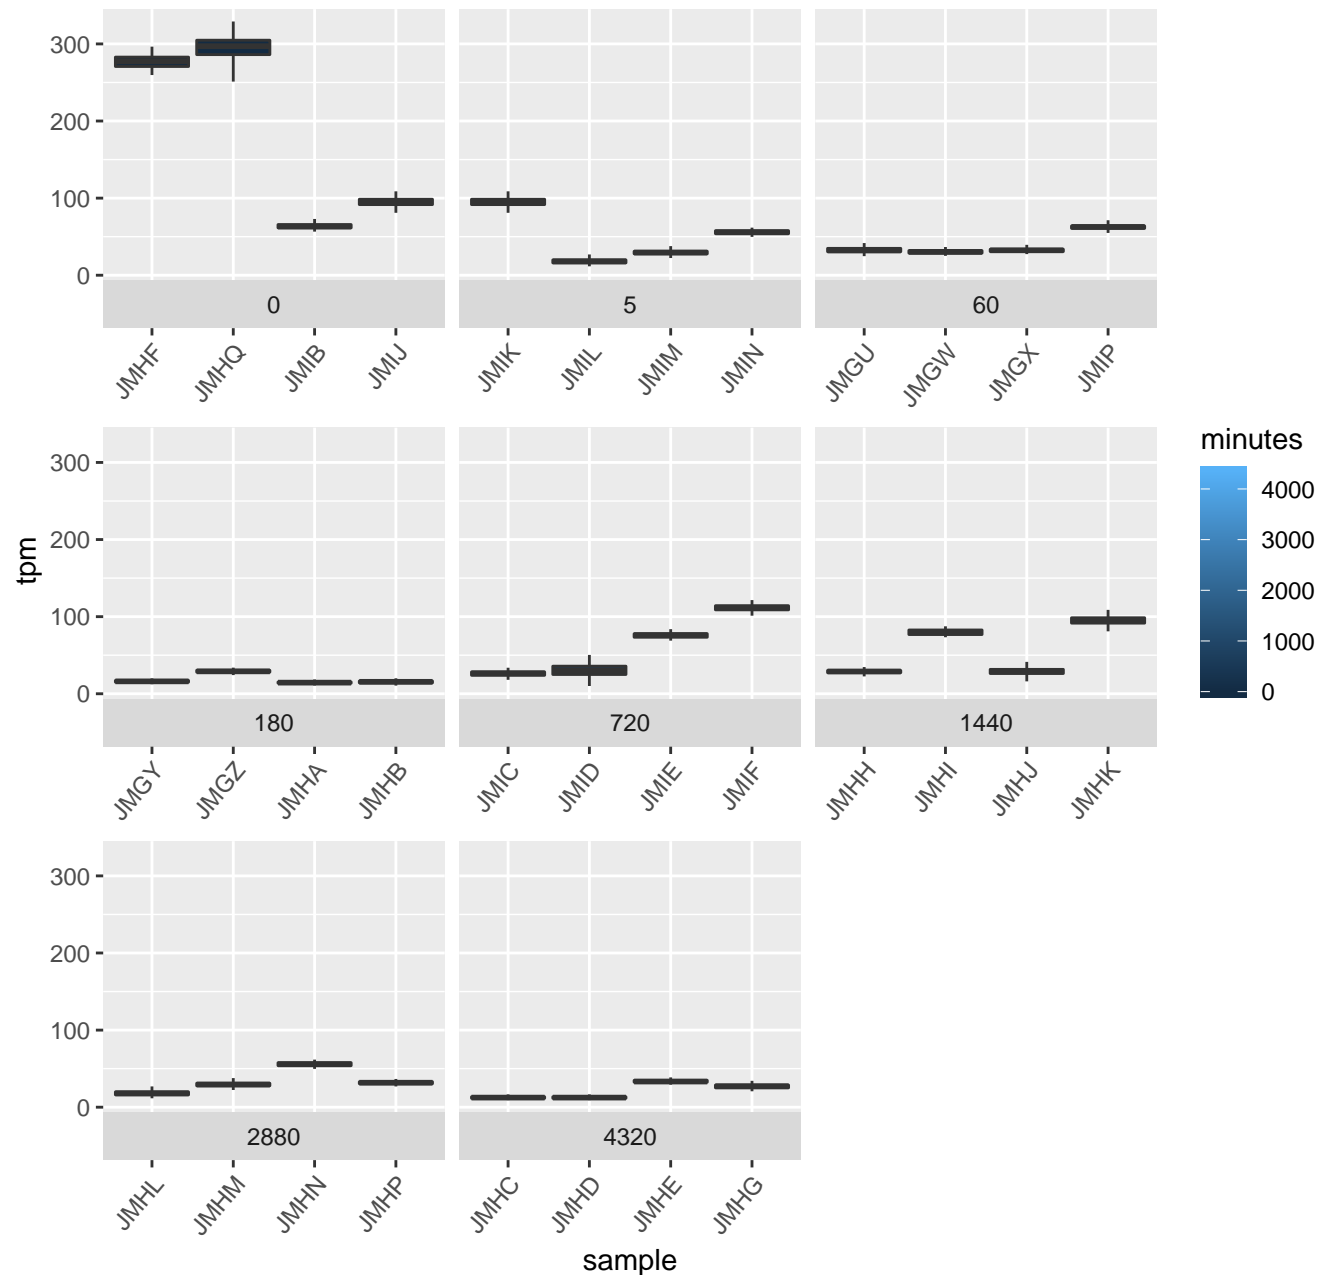 300
200
100
0
0
5
60
JMHF
JMHQ
JMIB
JMIJ
JMIK
JMIL
JMIM
JMIN
JMGU
JMGW
JMGX
JMIP
300
200
100
0
180
720
1440
JMGY
JMGZ
JMHA
JMHB
JMIC
JMID
JMIE
JMIF
JMHH
JMHI
JMHJ
JMHK
300
200
100
0
2880
4320
JMHL
JMHM
JMHN
JMHP
JMHC
JMHD
JMHE
JMHG
tpm
sample
minutes
4000
3000
2000
1000
0